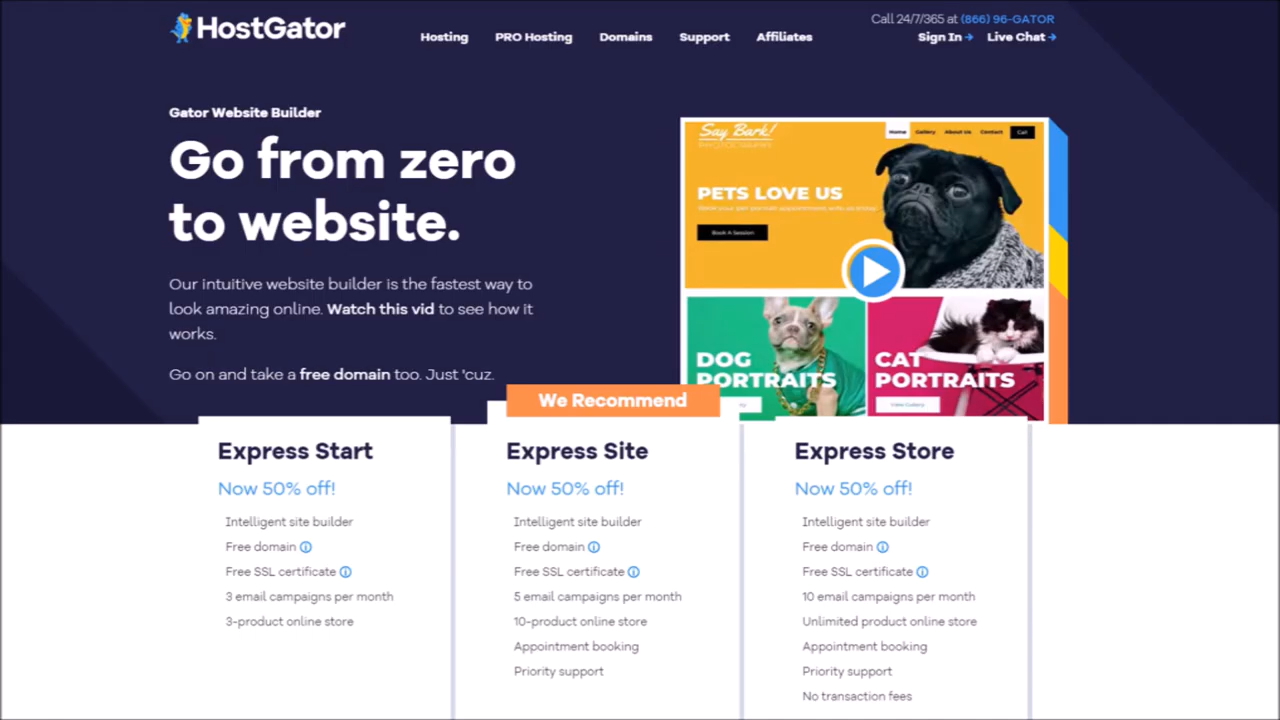 HostGator
Call 24/7/365 at (866) 96-GATOR
Hosting PRO Hosting Domains Support Affiliates
Sign In Live Chat
Gator Website Builder
Go from zero
to website.
Our intuitive website builder is the fastest way to
look amazing online. Watch this vid to see how it
works.
Go on and take a free domain too. Just 'cuz.
Say Bark!
Home Gallery About Us Contact
PETS LOVE US
Book A Session
DOG
PORTRAITS
CAT
PORTRAITS
View Gallery
Express Start
Now 50% off!
Intelligent site builder
Free domain
Free SSL certificate
3 email campaigns per month
3-product online store
We Recommend
Express Site
Now 50% off!
Intelligent site builder
Free domain
Free SSL certificate
5 email campaigns per month
10-product online store
Appointment booking
Priority support
Express Store
Now 50% off!
Intelligent site builder
Free domain
Free SSL certificate
10 email campaigns per month
Unlimited product online store
Appointment booking
Priority support
No transaction fees